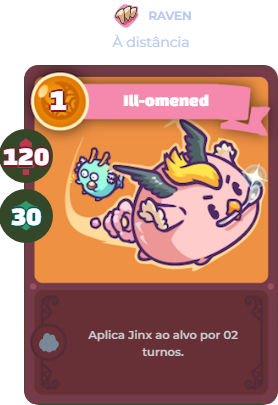 RAVEN
À distância
1
Ill-omened
120
30
Aplica Jinx ao alvo por 02
turnos.